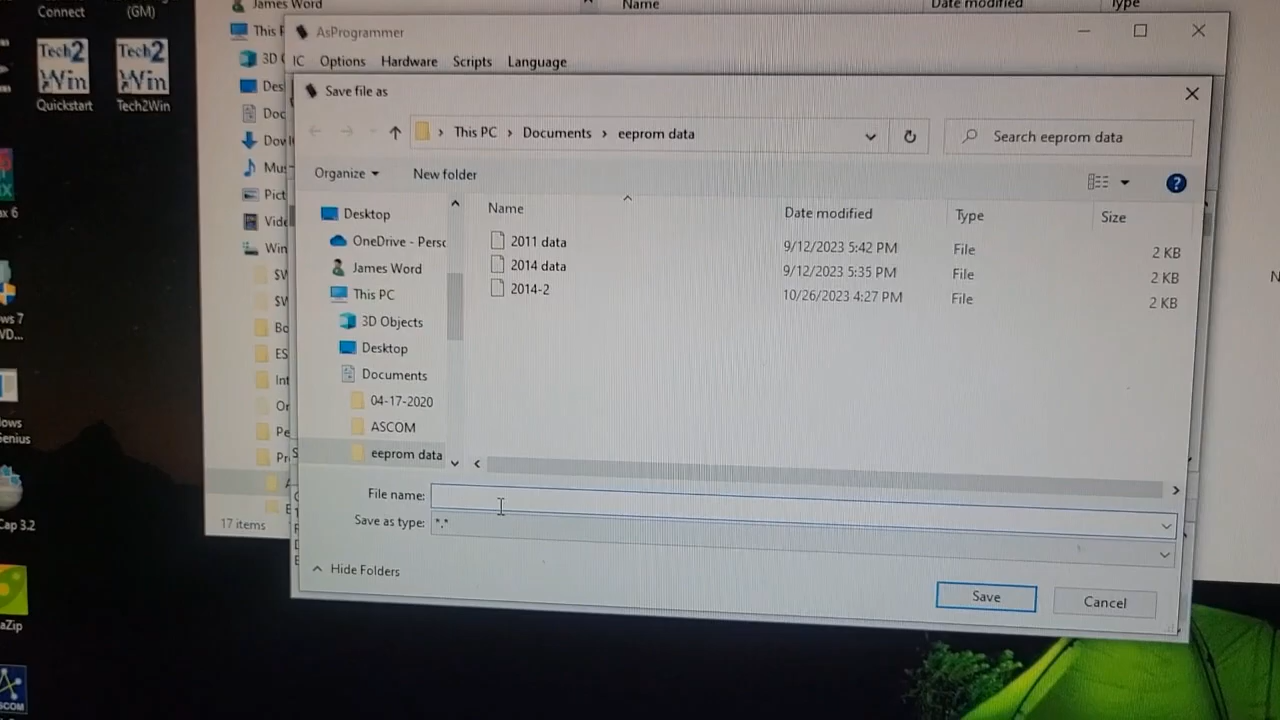 Connect
(GM)
Tech2
Win
Quickstart
Tech2
Win
Tech2Win
James Word
Name
Date modified
Type
AsProgrammer
IC Options Hardware Scripts Language
Save file as
This PC > Documents > eeprom data
Search eeprom data
Organize
New folder
Name
Date modified
Type
Size
Desktop
OneDrive - Perso
James Word
This PC
3D Objects
Desktop
Documents
04-17-2020
ASCOM
eeprom data
2011 data 9/12/2023 5:42 PM File 2 KB
2014 data 9/12/2023 5:35 PM File 2 KB
2014-2 10/26/2023 4:27 PM File 2 KB
File name:
Save as type: *.*
Hide Folders
Save
Cancel
17 items
Cap 3.2